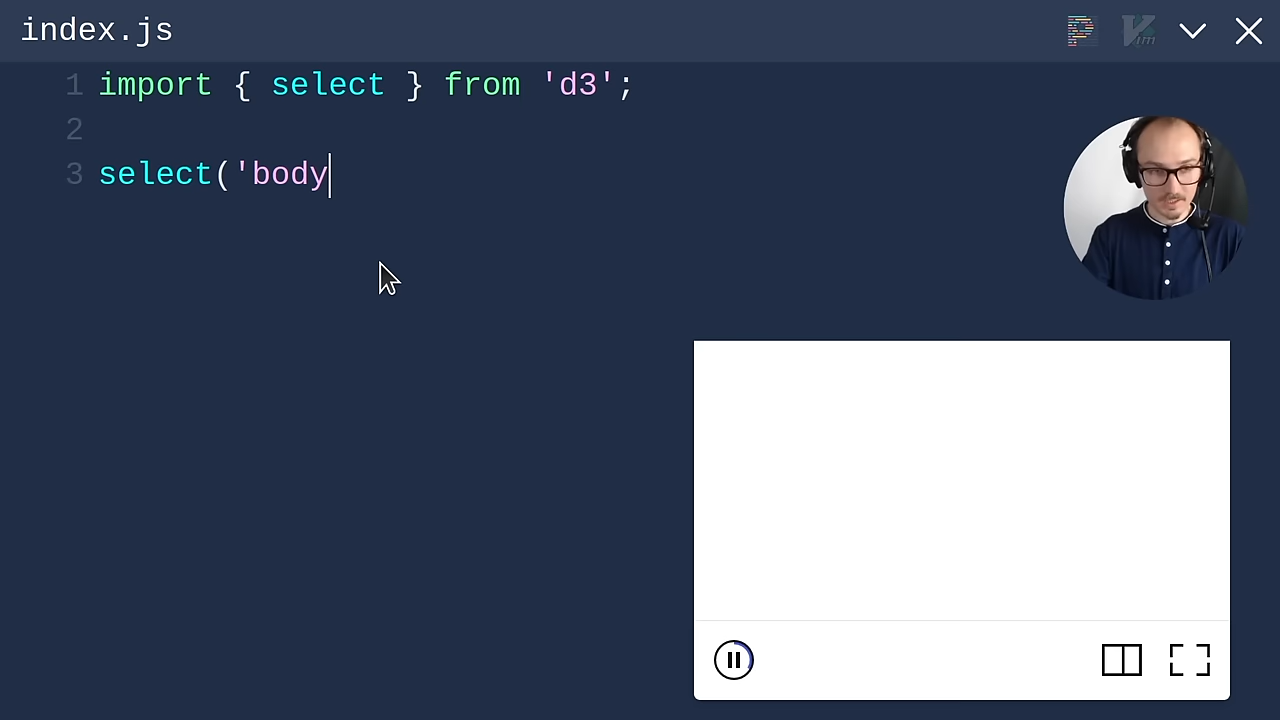 index.js
1 import { select } from 'd3';
2
3 select('body